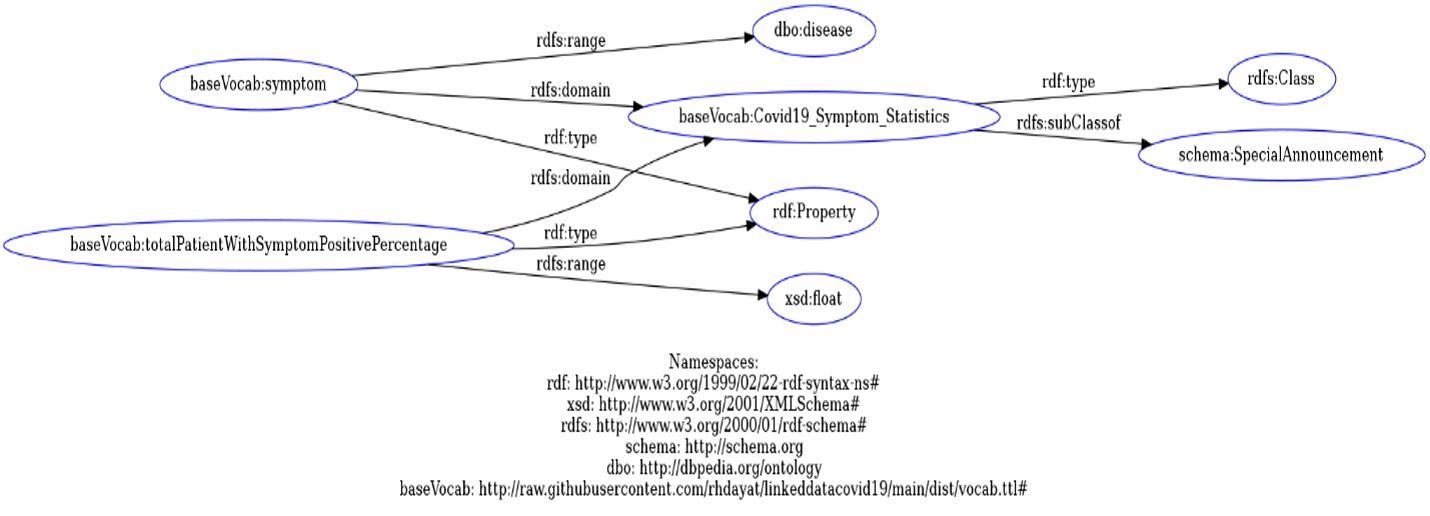 dbo:disease
rdfs:range
baseVocab:symptom
rdfs:domain
rdf:type
baseVocab:Covid19_Symptom_Statistics
rdf:type
rdfs:Class
rdfs:subClassof
schema:SpecialAnnouncement
rdfs:domain
rdf:Property
baseVocab:totalPatientWithSymptomPositivePercentage
rdf:type
rdfs:range
xsd:float
Namespaces:
rdf: http://www.w3.org/1999/02/22-rdf-syntax-ns#
xsd: http://www.w3.org/2001/XMLSchema#
rdfs: http://www.w3.org/2000/01/rdf-schema#
schema: http://schema.org
dbo: http://dbpedia.org/ontology
baseVocab: http://raw.githubusercontent.com/rhdayat/linkeddatacovid19/main/dist/vocab.ttl#